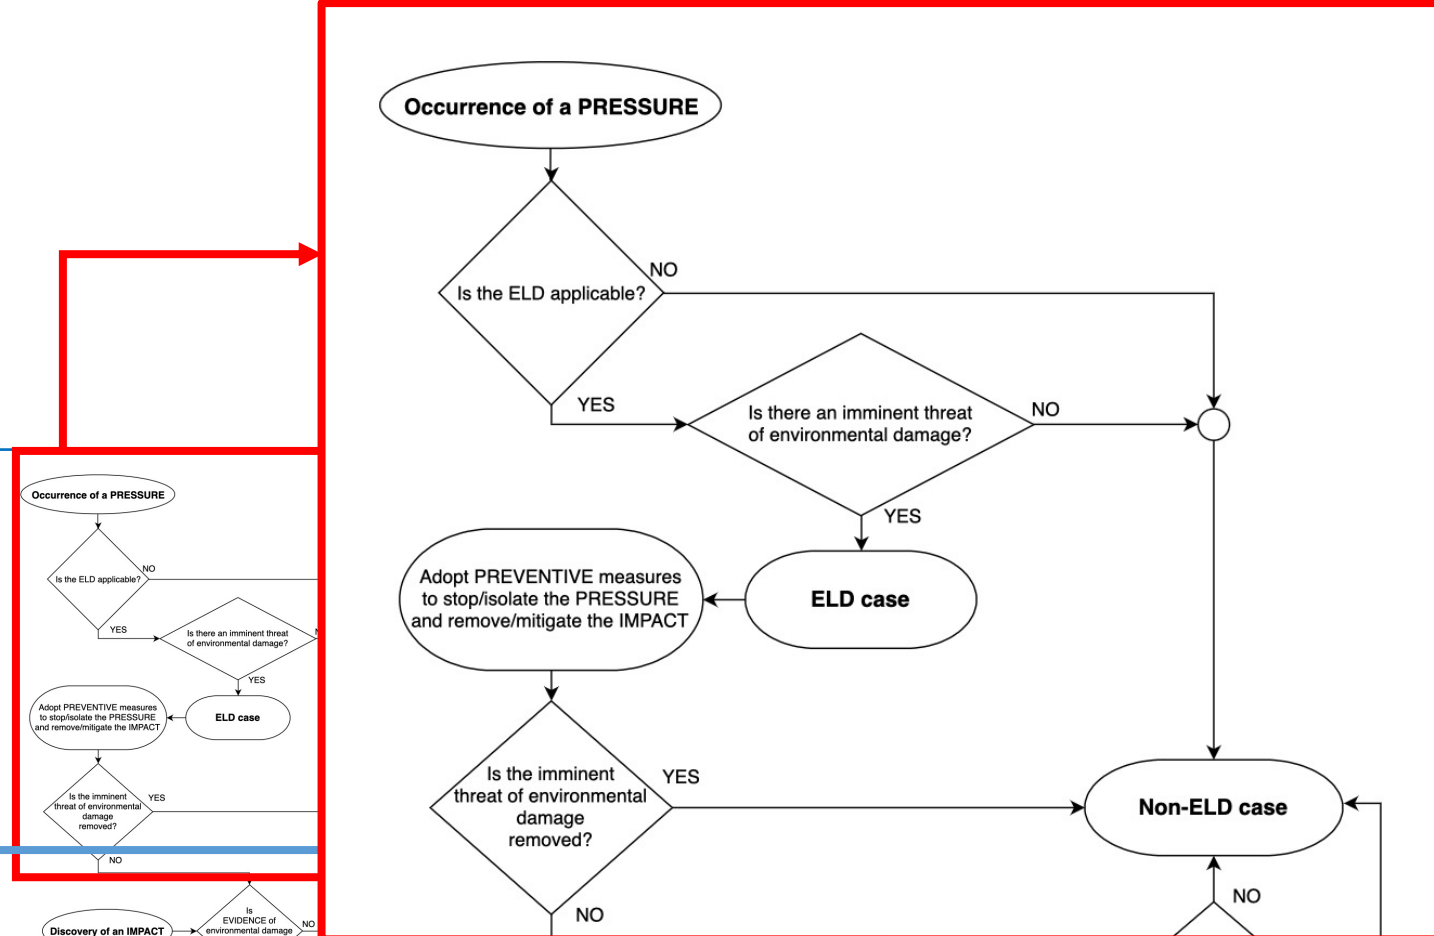 Occurrence of a PRESSURE
Is the ELD applicable?
NO
YES
Is there an imminent threat
of environmental damage?
NO
YES
ELD case
Adopt PREVENTIVE measures
to stop/isolate the PRESSURE
and remove/mitigate the IMPACT
Is the imminent
threat of environmental
damage
removed?
YES
NO
Non-ELD case
NO
Occurrence of a PRESSURE
Is the ELD applicable?
NO
YES
Is there an imminent threat
of environmental damage?
YES
ELD case
Adopt PREVENTIVE measures
to stop/isolate the PRESSURE
and remove/mitigate the IMPACT
Is the imminent
threat of environmental
damage
removed?
YES
NO
Is
EVIDENCE of
environmental damage
NO
Discovery of an IMPACT